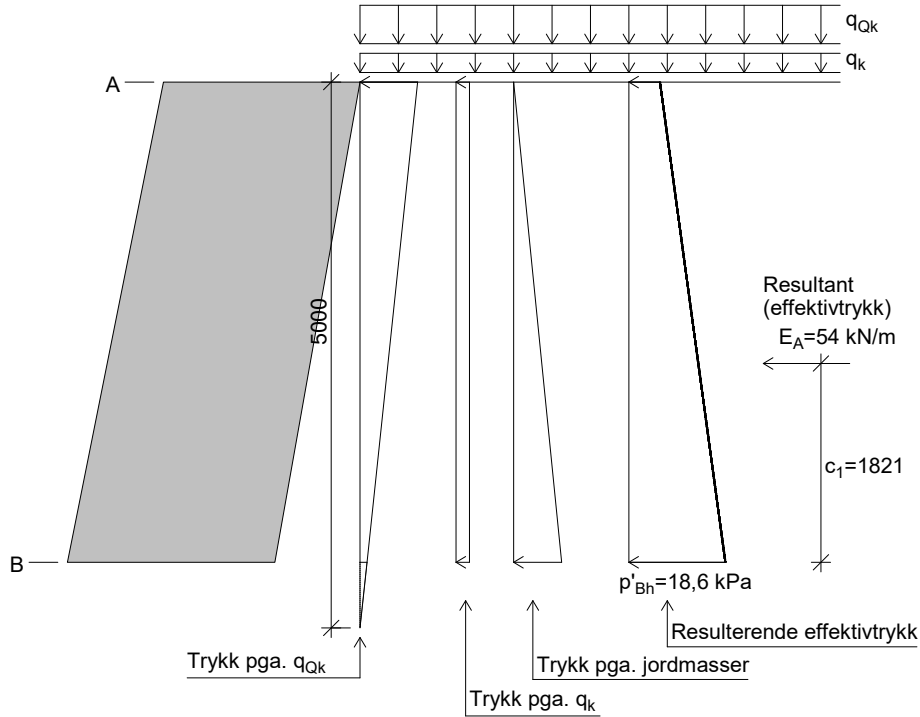 q_Qk
q_k
A
5000
Resultant
(effektivtrykk)
E_A=54 kN/m
c_1=1821
B
p'_Bh=18,6 kPa
Resulterende effektivtrykk
Trykk pga. q_Qk
Trykk pga. jordmasser
Trykk pga. q_k